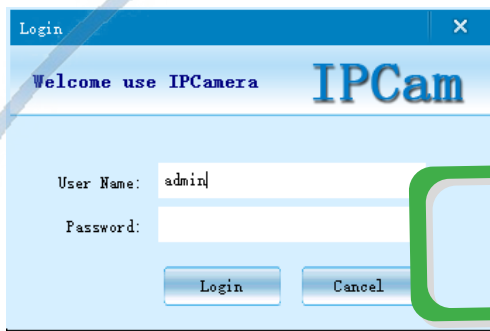 Login
Welcome use IPCamera
IPCam
User Name: admin
Password:
Login Cancel